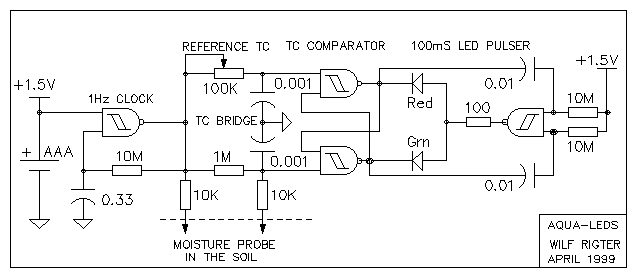 REFERENCE TC TC COMPARATOR 100mS LED PULSER
+1.5V
+1.5V
1Hz CLOCK
100K
0.001
0.01
Red
100
10M
TC BRIDGE
+ AAA
10M
1M
0.001
Grn
10M
0.33
10K
10K
0.01
MOISTURE PROBE
IN THE SOIL
AQUA-LEDS
WILF RIGTER
APRIL 1999